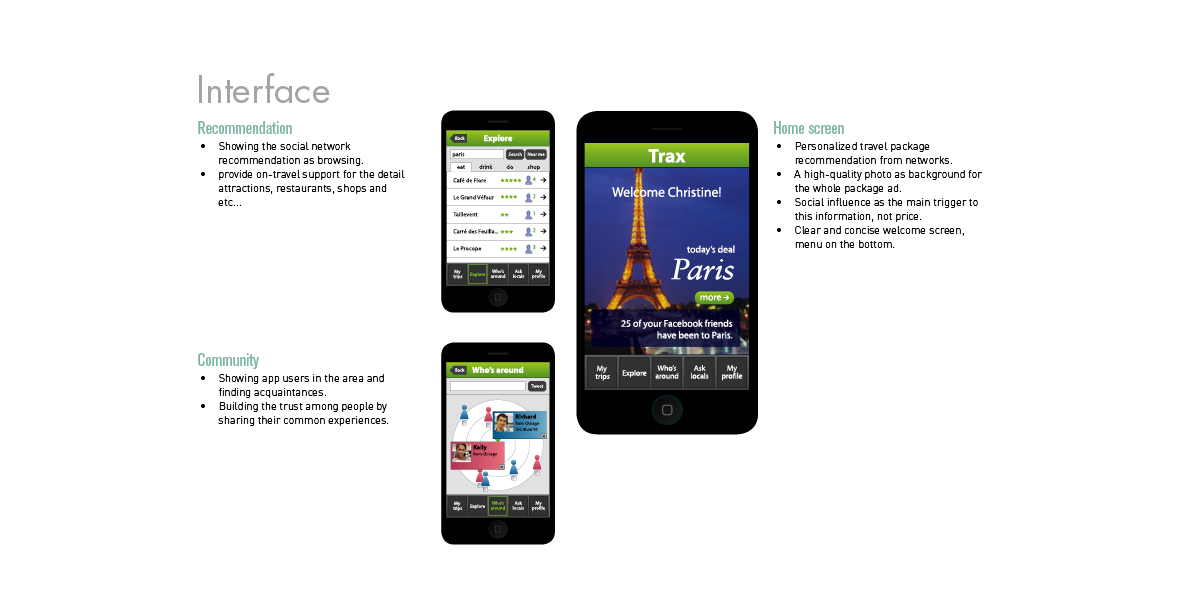 Interface
Recommendation
• Showing the social network
recommendation as browsing.
• provide on-travel support for the detail
attractions, restaurants, shops and
etc...
Back Explore
paris Search Near me
eat drink do shop
Café de Flore 4
Le Grand Véfour 2
Taillevent 1
Carré des Feuilla... 2
Le Procope 3
My trips Explore Who's around Ask locals My profile
Trax
Welcome Christine!
today's deal
Paris
more →
25 of your Facebook friends
have been to Paris.
My trips Explore Who's around Ask locals My profile
Home screen
• Personalized travel package
recommendation from networks.
• A high-quality photo as background for
the whole package ad.
• Social influence as the main trigger to
this information, not price.
• Clear and concise welcome screen,
menu on the bottom.
Community
• Showing app users in the area and
finding acquaintances.
• Building the trust among people by
sharing their common experiences.
Back Who's around
Tweet
Richard
from Chicago
Kelly
from Chicago
My trips Explore Who's around Ask locals My profile